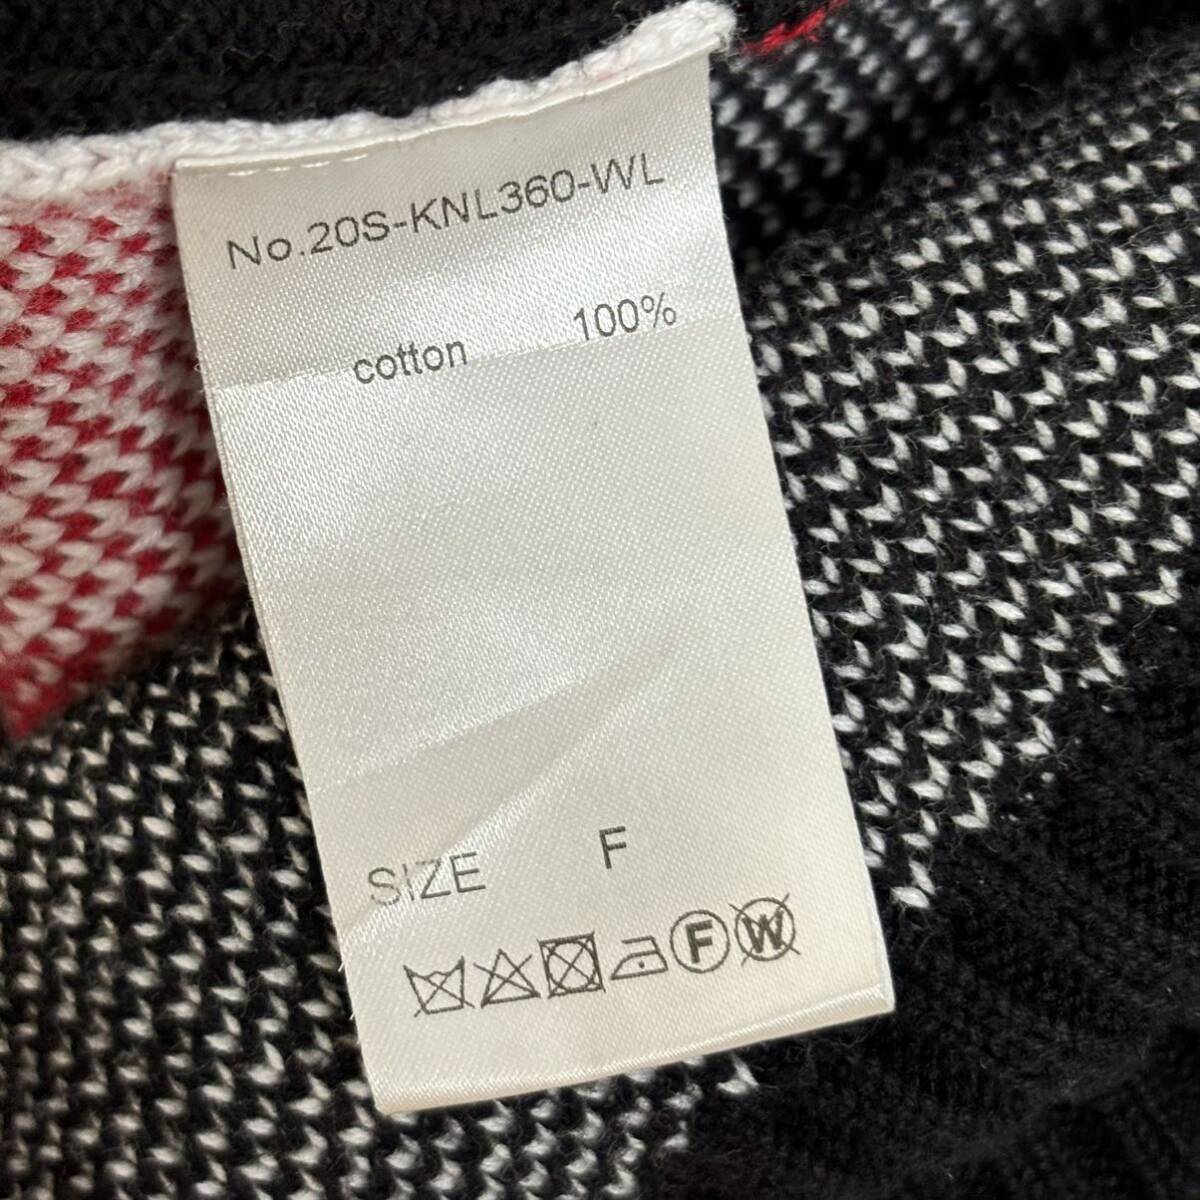 No.20S-KNL360-WL
cotton 100%
SIZE F
F W